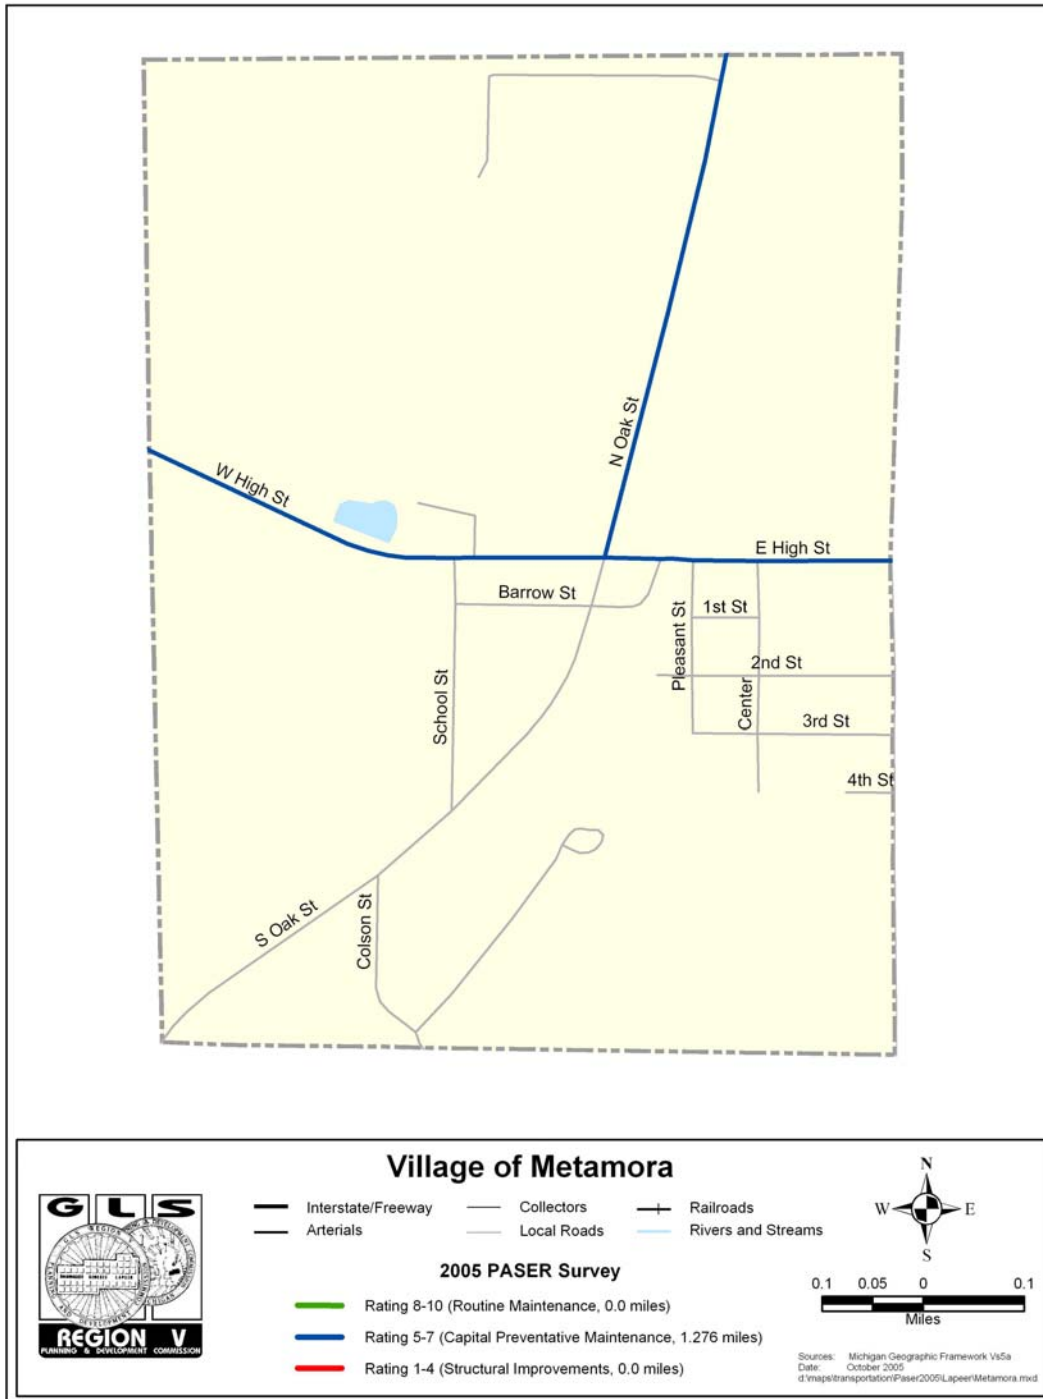 N Oak St
W High St
E High St
Barrow St
1st St
Pleasant St
2nd St
School St
Center
3rd St
4th St
S Oak St
Colson St
Village of Metamora
Interstate/Freeway
Collectors
Railroads
Arterials
Local Roads
Rivers and Streams
2005 PASER Survey
Rating 8-10 (Routine Maintenance, 0.0 miles)
Rating 5-7 (Capital Preventative Maintenance, 1.276 miles)
Rating 1-4 (Structural Improvements, 0.0 miles)
G L S
REGION V
PLANNING & DEVELOPMENT COMMISSION
N
W E
S
0.1 0.05 0 0.1
Miles
Sources: Michigan Geographic Framework Vs5a
Date: October 2005
d:\maps\transportation\Paser2005\Lapeer\Metamora.mxd